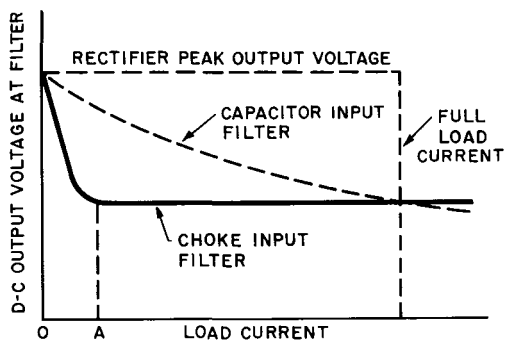 D-C OUTPUT VOLTAGE AT FILTER
RECTIFIER PEAK OUTPUT VOLTAGE
CAPACITOR INPUT
FILTER
FULL
LOAD
CURRENT
CHOKE INPUT
FILTER
O
A
LOAD CURRENT